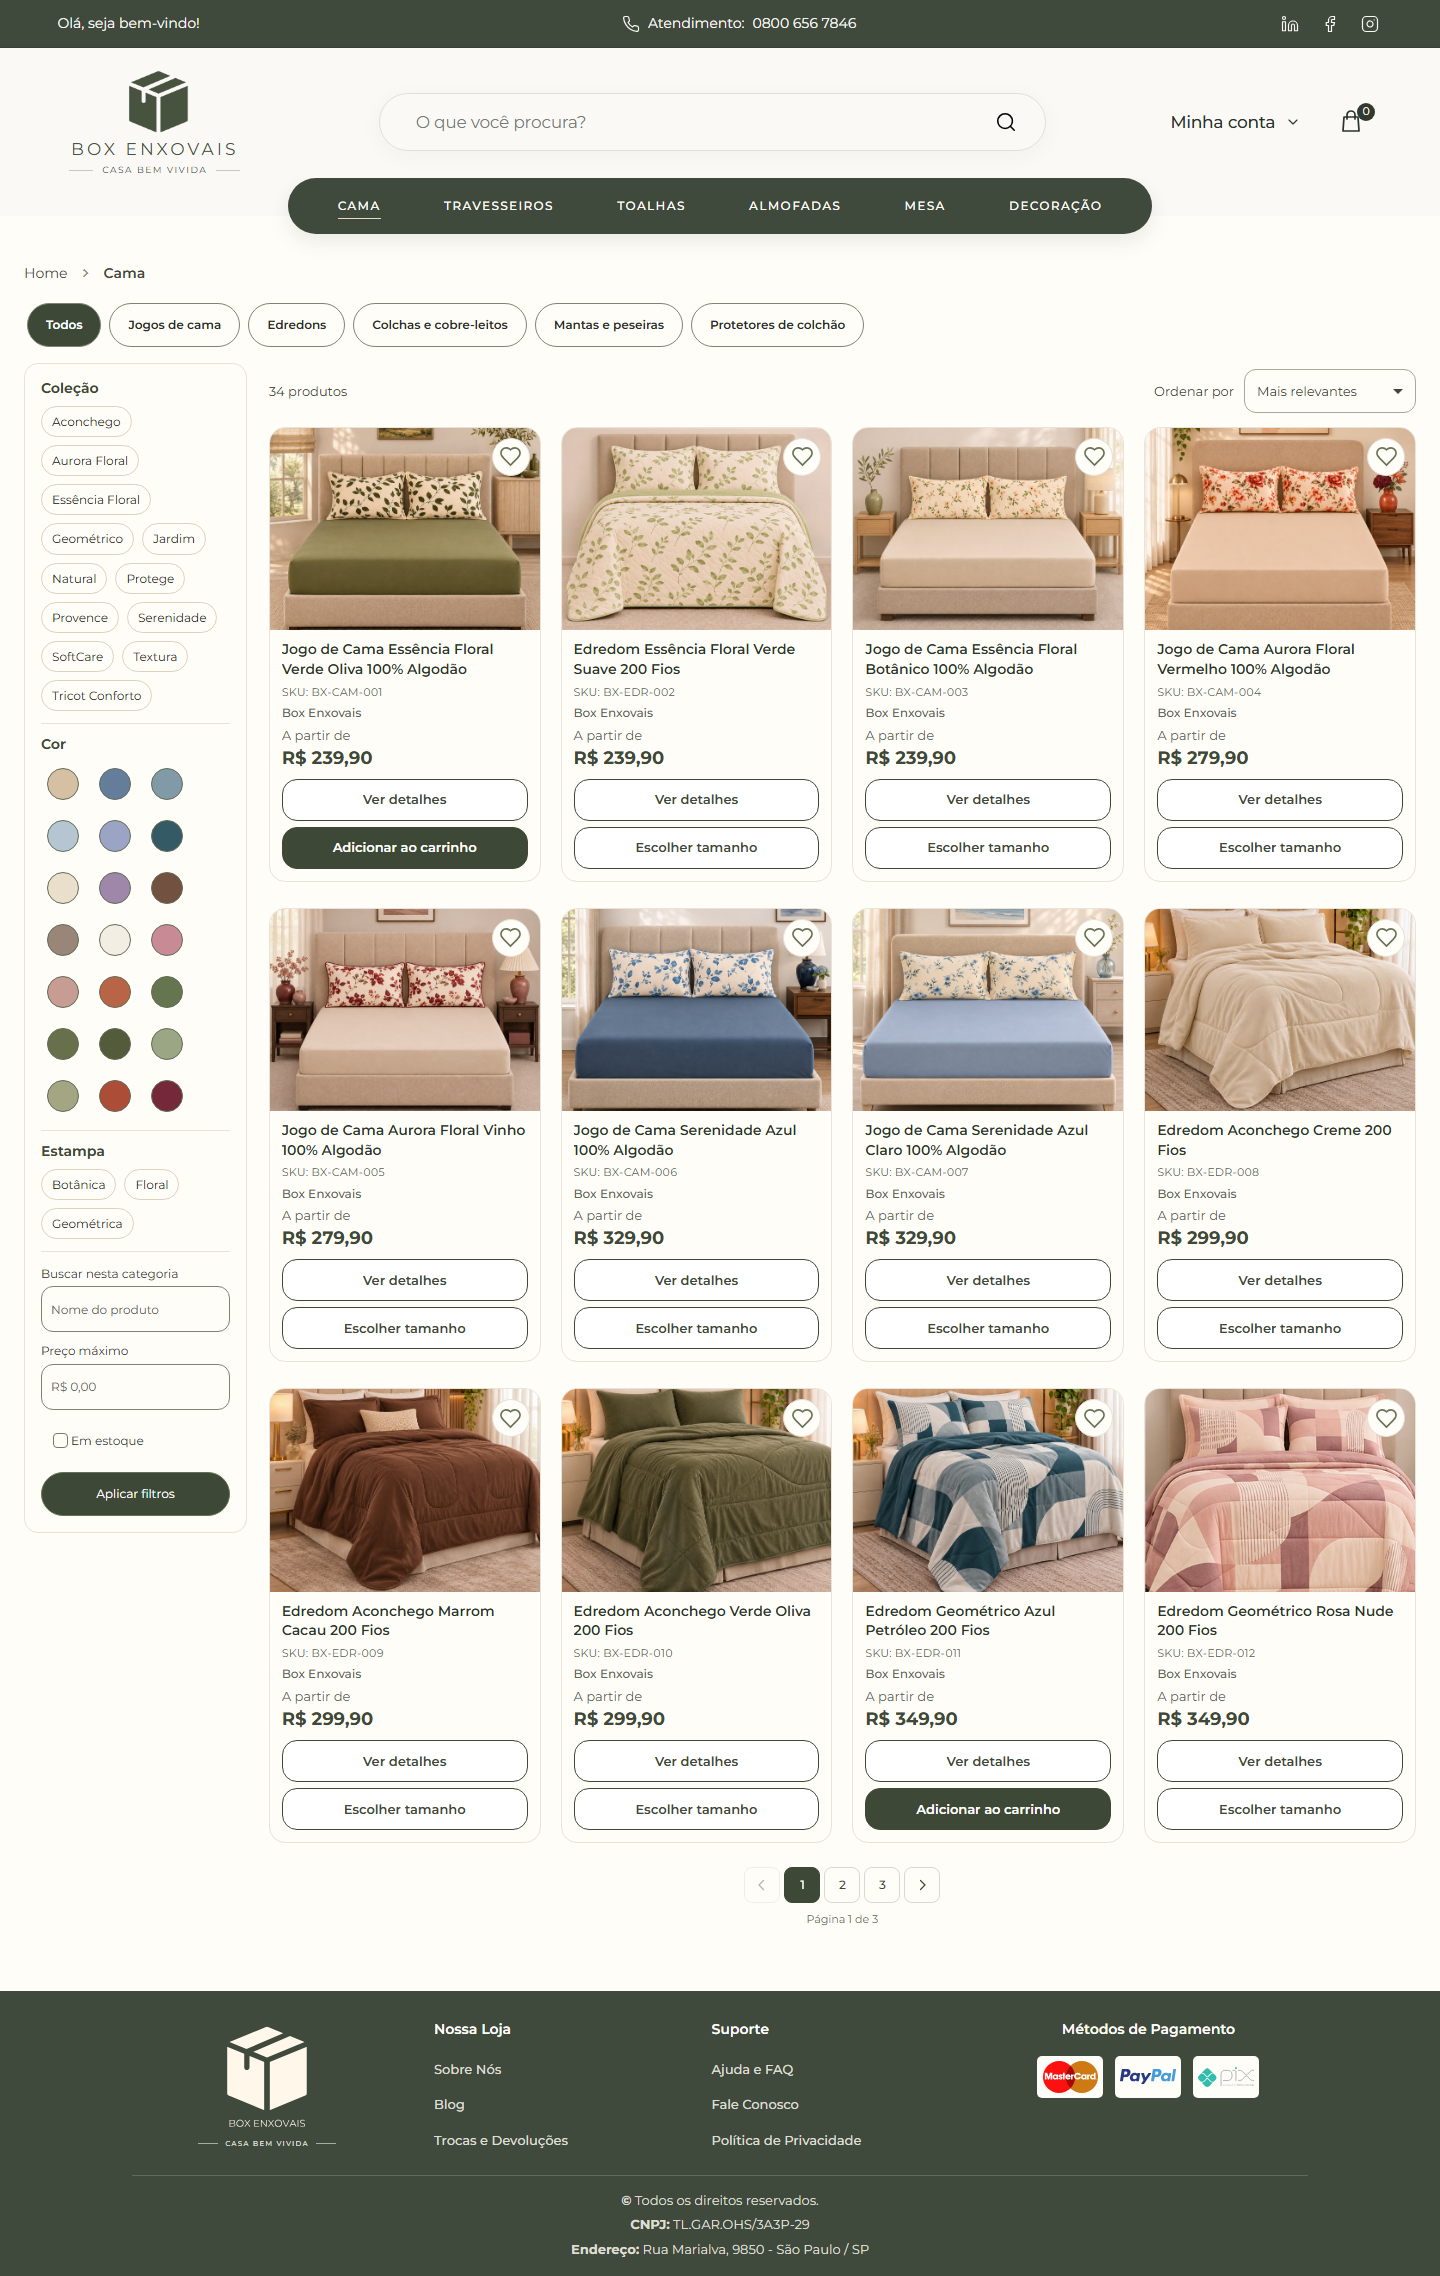 Olá, seja bem-vindo!
Atendimento: 0800 656 7846
BOX ENXOVAIS
CASA BEM VIVIDA
O que você procura?
Minha conta
0
CAMA
TRAVESSEIROS
TOALHAS
ALMOFADAS
MESA
DECORAÇÃO
Home > Cama
Todos
Jogos de cama
Edredons
Colchas e cobre-leitos
Mantas e peseiras
Protetores de colchão
Coleção
Aconchego
Aurora Floral
Essência Floral
Geométrico
Jardim
Natural
Protege
Provence
Serenidade
SoftCare
Textura
Tricot Conforto
Cor
Estampa
Botânica
Floral
Geométrica
Buscar nesta categoria
Nome do produto
Preço máximo
R$ 0,00
Em estoque
Aplicar filtros
34 produtos
Ordenar por
Mais relevantes
Jogo de Cama Essência Floral
Verde Oliva 100% Algodão
SKU: BX-CAM-001
Box Enxovais
A partir de
R$ 239,90
Ver detalhes
Adicionar ao carrinho
Edredom Essência Floral Verde
Suave 200 Fios
SKU: BX-EDR-002
Box Enxovais
A partir de
R$ 239,90
Ver detalhes
Escolher tamanho
Jogo de Cama Essência Floral
Botânico 100% Algodão
SKU: BX-CAM-003
Box Enxovais
A partir de
R$ 239,90
Ver detalhes
Escolher tamanho
Jogo de Cama Aurora Floral
Vermelho 100% Algodão
SKU: BX-CAM-004
Box Enxovais
A partir de
R$ 279,90
Ver detalhes
Escolher tamanho
Jogo de Cama Aurora Floral Vinho
100% Algodão
SKU: BX-CAM-005
Box Enxovais
A partir de
R$ 279,90
Ver detalhes
Escolher tamanho
Jogo de Cama Serenidade Azul
100% Algodão
SKU: BX-CAM-006
Box Enxovais
A partir de
R$ 329,90
Ver detalhes
Escolher tamanho
Jogo de Cama Serenidade Azul
Claro 100% Algodão
SKU: BX-CAM-007
Box Enxovais
A partir de
R$ 329,90
Ver detalhes
Escolher tamanho
Edredom Aconchego Creme 200
Fios
SKU: BX-EDR-008
Box Enxovais
A partir de
R$ 299,90
Ver detalhes
Escolher tamanho
Edredom Aconchego Marrom
Cacau 200 Fios
SKU: BX-EDR-009
Box Enxovais
A partir de
R$ 299,90
Ver detalhes
Escolher tamanho
Edredom Aconchego Verde Oliva
200 Fios
SKU: BX-EDR-010
Box Enxovais
A partir de
R$ 299,90
Ver detalhes
Escolher tamanho
Edredom Geométrico Azul
Petróleo 200 Fios
SKU: BX-EDR-011
Box Enxovais
A partir de
R$ 349,90
Ver detalhes
Adicionar ao carrinho
Edredom Geométrico Rosa Nude
200 Fios
SKU: BX-EDR-012
Box Enxovais
A partir de
R$ 349,90
Ver detalhes
Escolher tamanho
1
2
3
Página 1 de 3
BOX ENXOVAIS
CASA BEM VIVIDA
Nossa Loja
Sobre Nós
Blog
Trocas e Devoluções
Suporte
Ajuda e FAQ
Fale Conosco
Política de Privacidade
Métodos de Pagamento
MasterCard
PayPal
pix
© Todos os direitos reservados.
CNPJ: TL.GAR.OHS/3A3P-29
Endereço: Rua Marialva, 9850 - São Paulo / SP